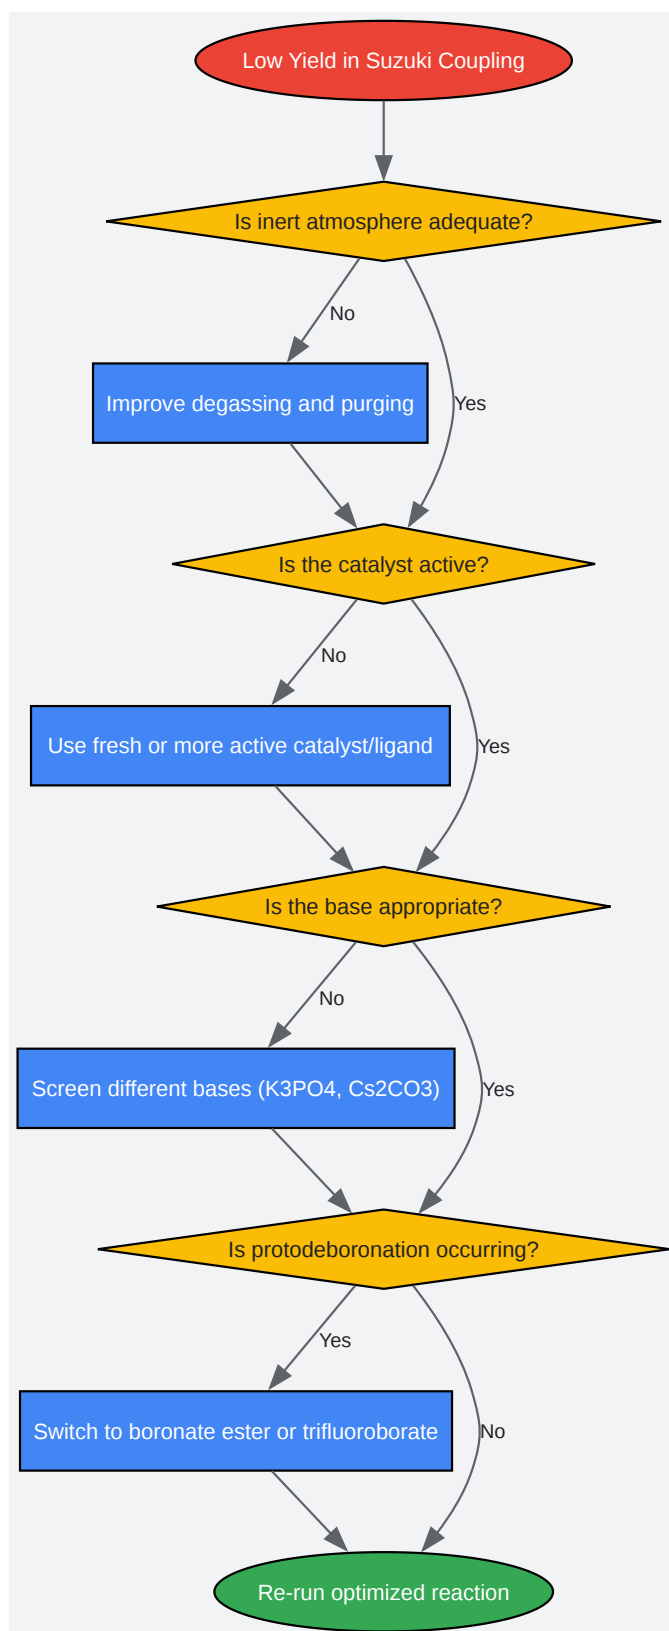 Low Yield in Suzuki Coupling
Is inert atmosphere adequate?
No
Improve degassing and purging
Yes
Is the catalyst active?
No
Use fresh or more active catalyst/ligand
Yes
Is the base appropriate?
No
Screen different bases (K3PO4, Cs2CO3)
Yes
Is protodeboronation occurring?
Yes
Switch to boronate ester or trifluoroborate
No
Re-run optimized reaction